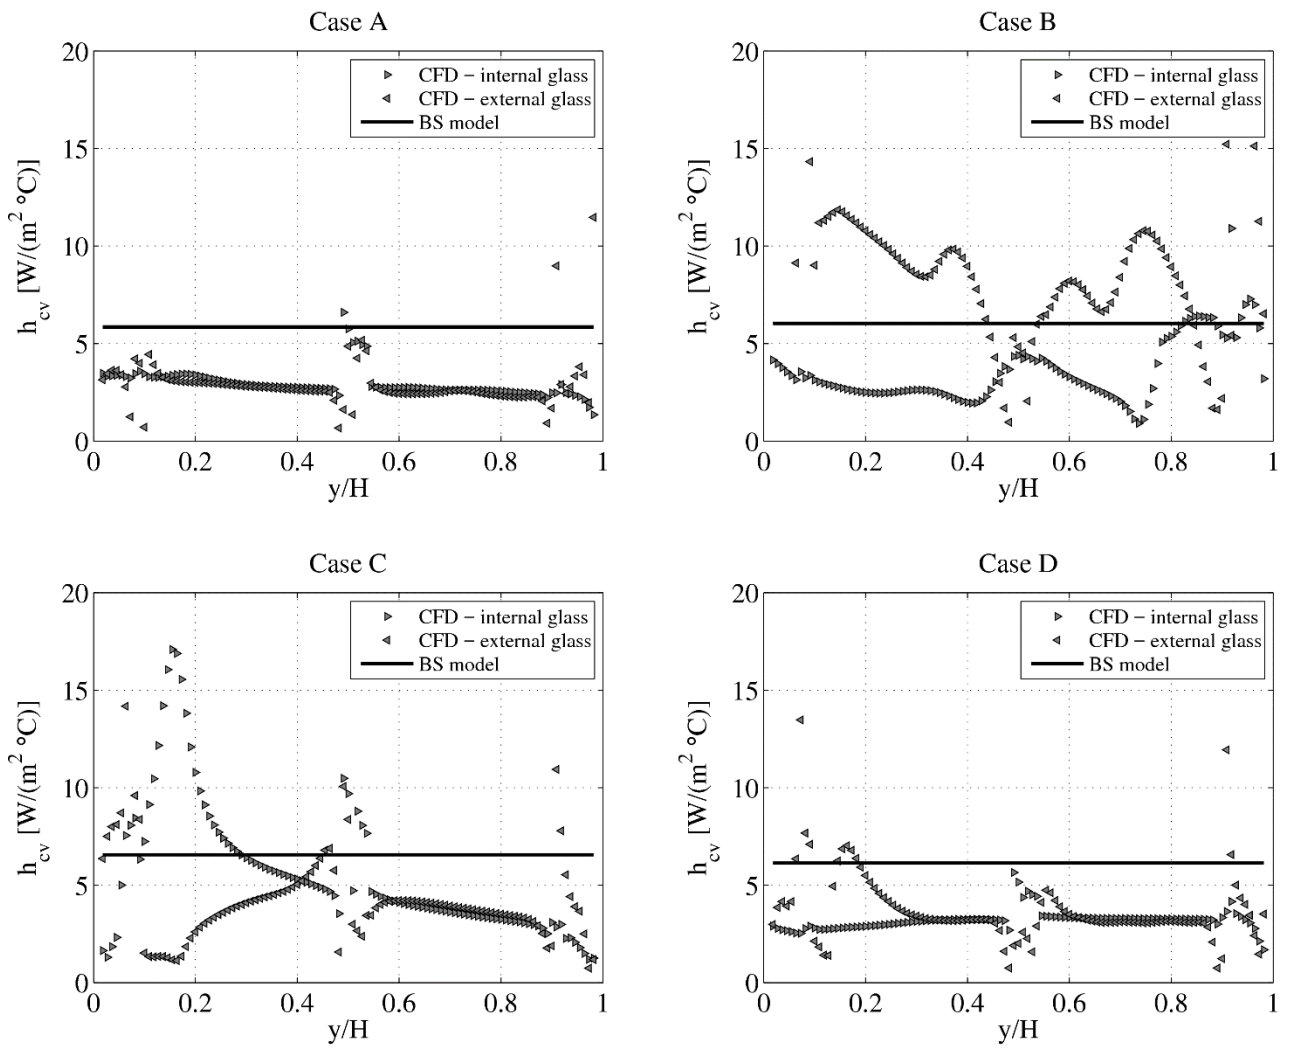 Case A
20
15
10
5
0
h_cv [W/(m² °C)]
CFD − internal glass
CFD − external glass
BS model
0 0.2 0.4 0.6 0.8 1
y/H
Case B
20
15
10
5
0
h_cv [W/(m² °C)]
CFD − internal glass
CFD − external glass
BS model
0 0.2 0.4 0.6 0.8 1
y/H
Case C
20
15
10
5
0
h_cv [W/(m² °C)]
CFD − internal glass
CFD − external glass
BS model
0 0.2 0.4 0.6 0.8 1
y/H
Case D
20
15
10
5
0
h_cv [W/(m² °C)]
CFD − internal glass
CFD − external glass
BS model
0 0.2 0.4 0.6 0.8 1
y/H